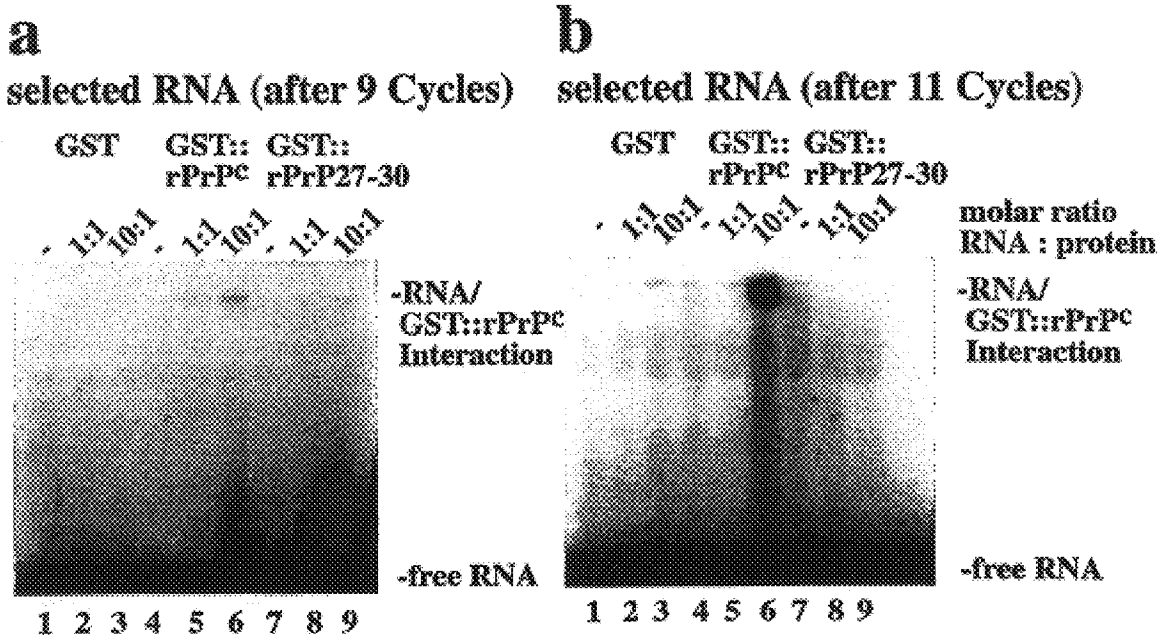 a
selected RNA (after 9 Cycles)
GST GST:: GST::
rPrPᶜ rPrP27-30
- 1:1 10:1 - 1:1 10:1 - 1:1 10:1
-RNA/
GST::rPrPᶜ
Interaction
-free RNA
1 2 3 4 5 6 7 8 9
b
selected RNA (after 11 Cycles)
GST GST:: GST::
rPrPᶜ rPrP27-30
- 1:1 10:1 - 1:1 10:1 - 1:1 10:1
molar ratio
RNA : protein
-RNA/
GST::rPrPᶜ
Interaction
-free RNA
1 2 3 4 5 6 7 8 9